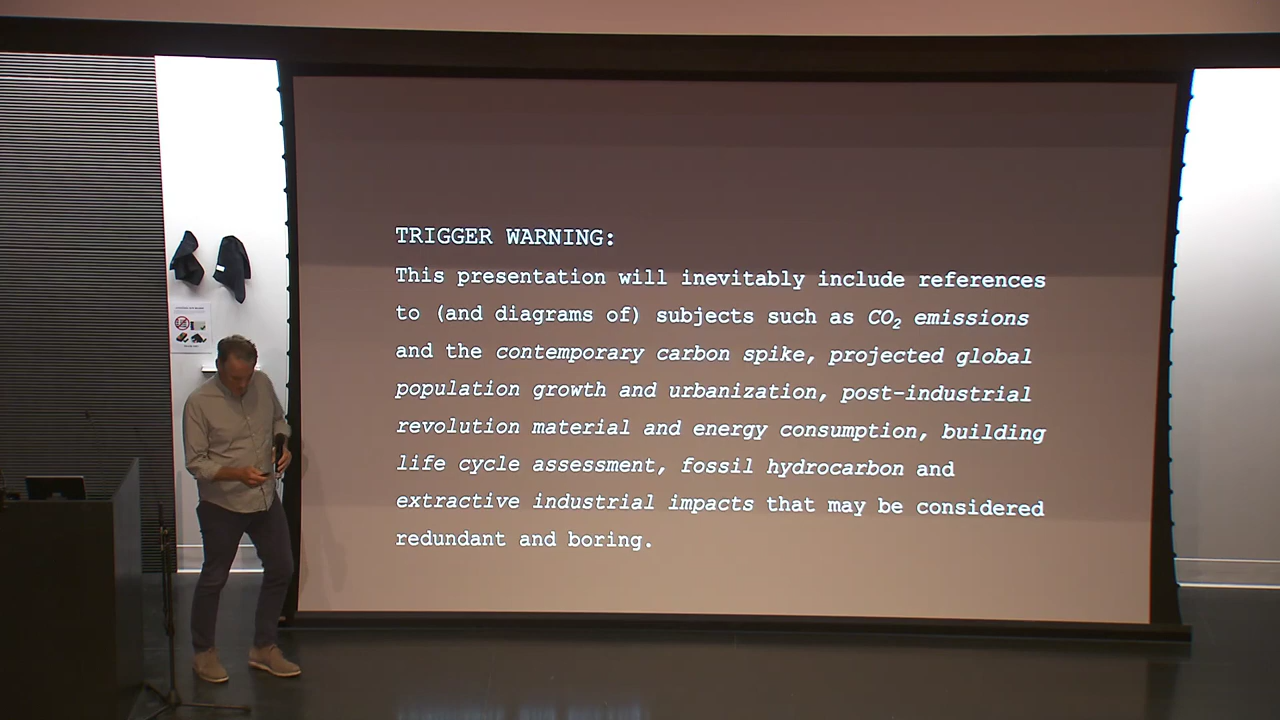 TRIGGER WARNING:
This presentation will inevitably include references
to (and diagrams of) subjects such as CO₂ emissions
and the contemporary carbon spike, projected global
population growth and urbanization, post-industrial
revolution material and energy consumption, building
life cycle assessment, fossil hydrocarbon and
extractive industrial impacts that may be considered
redundant and boring.